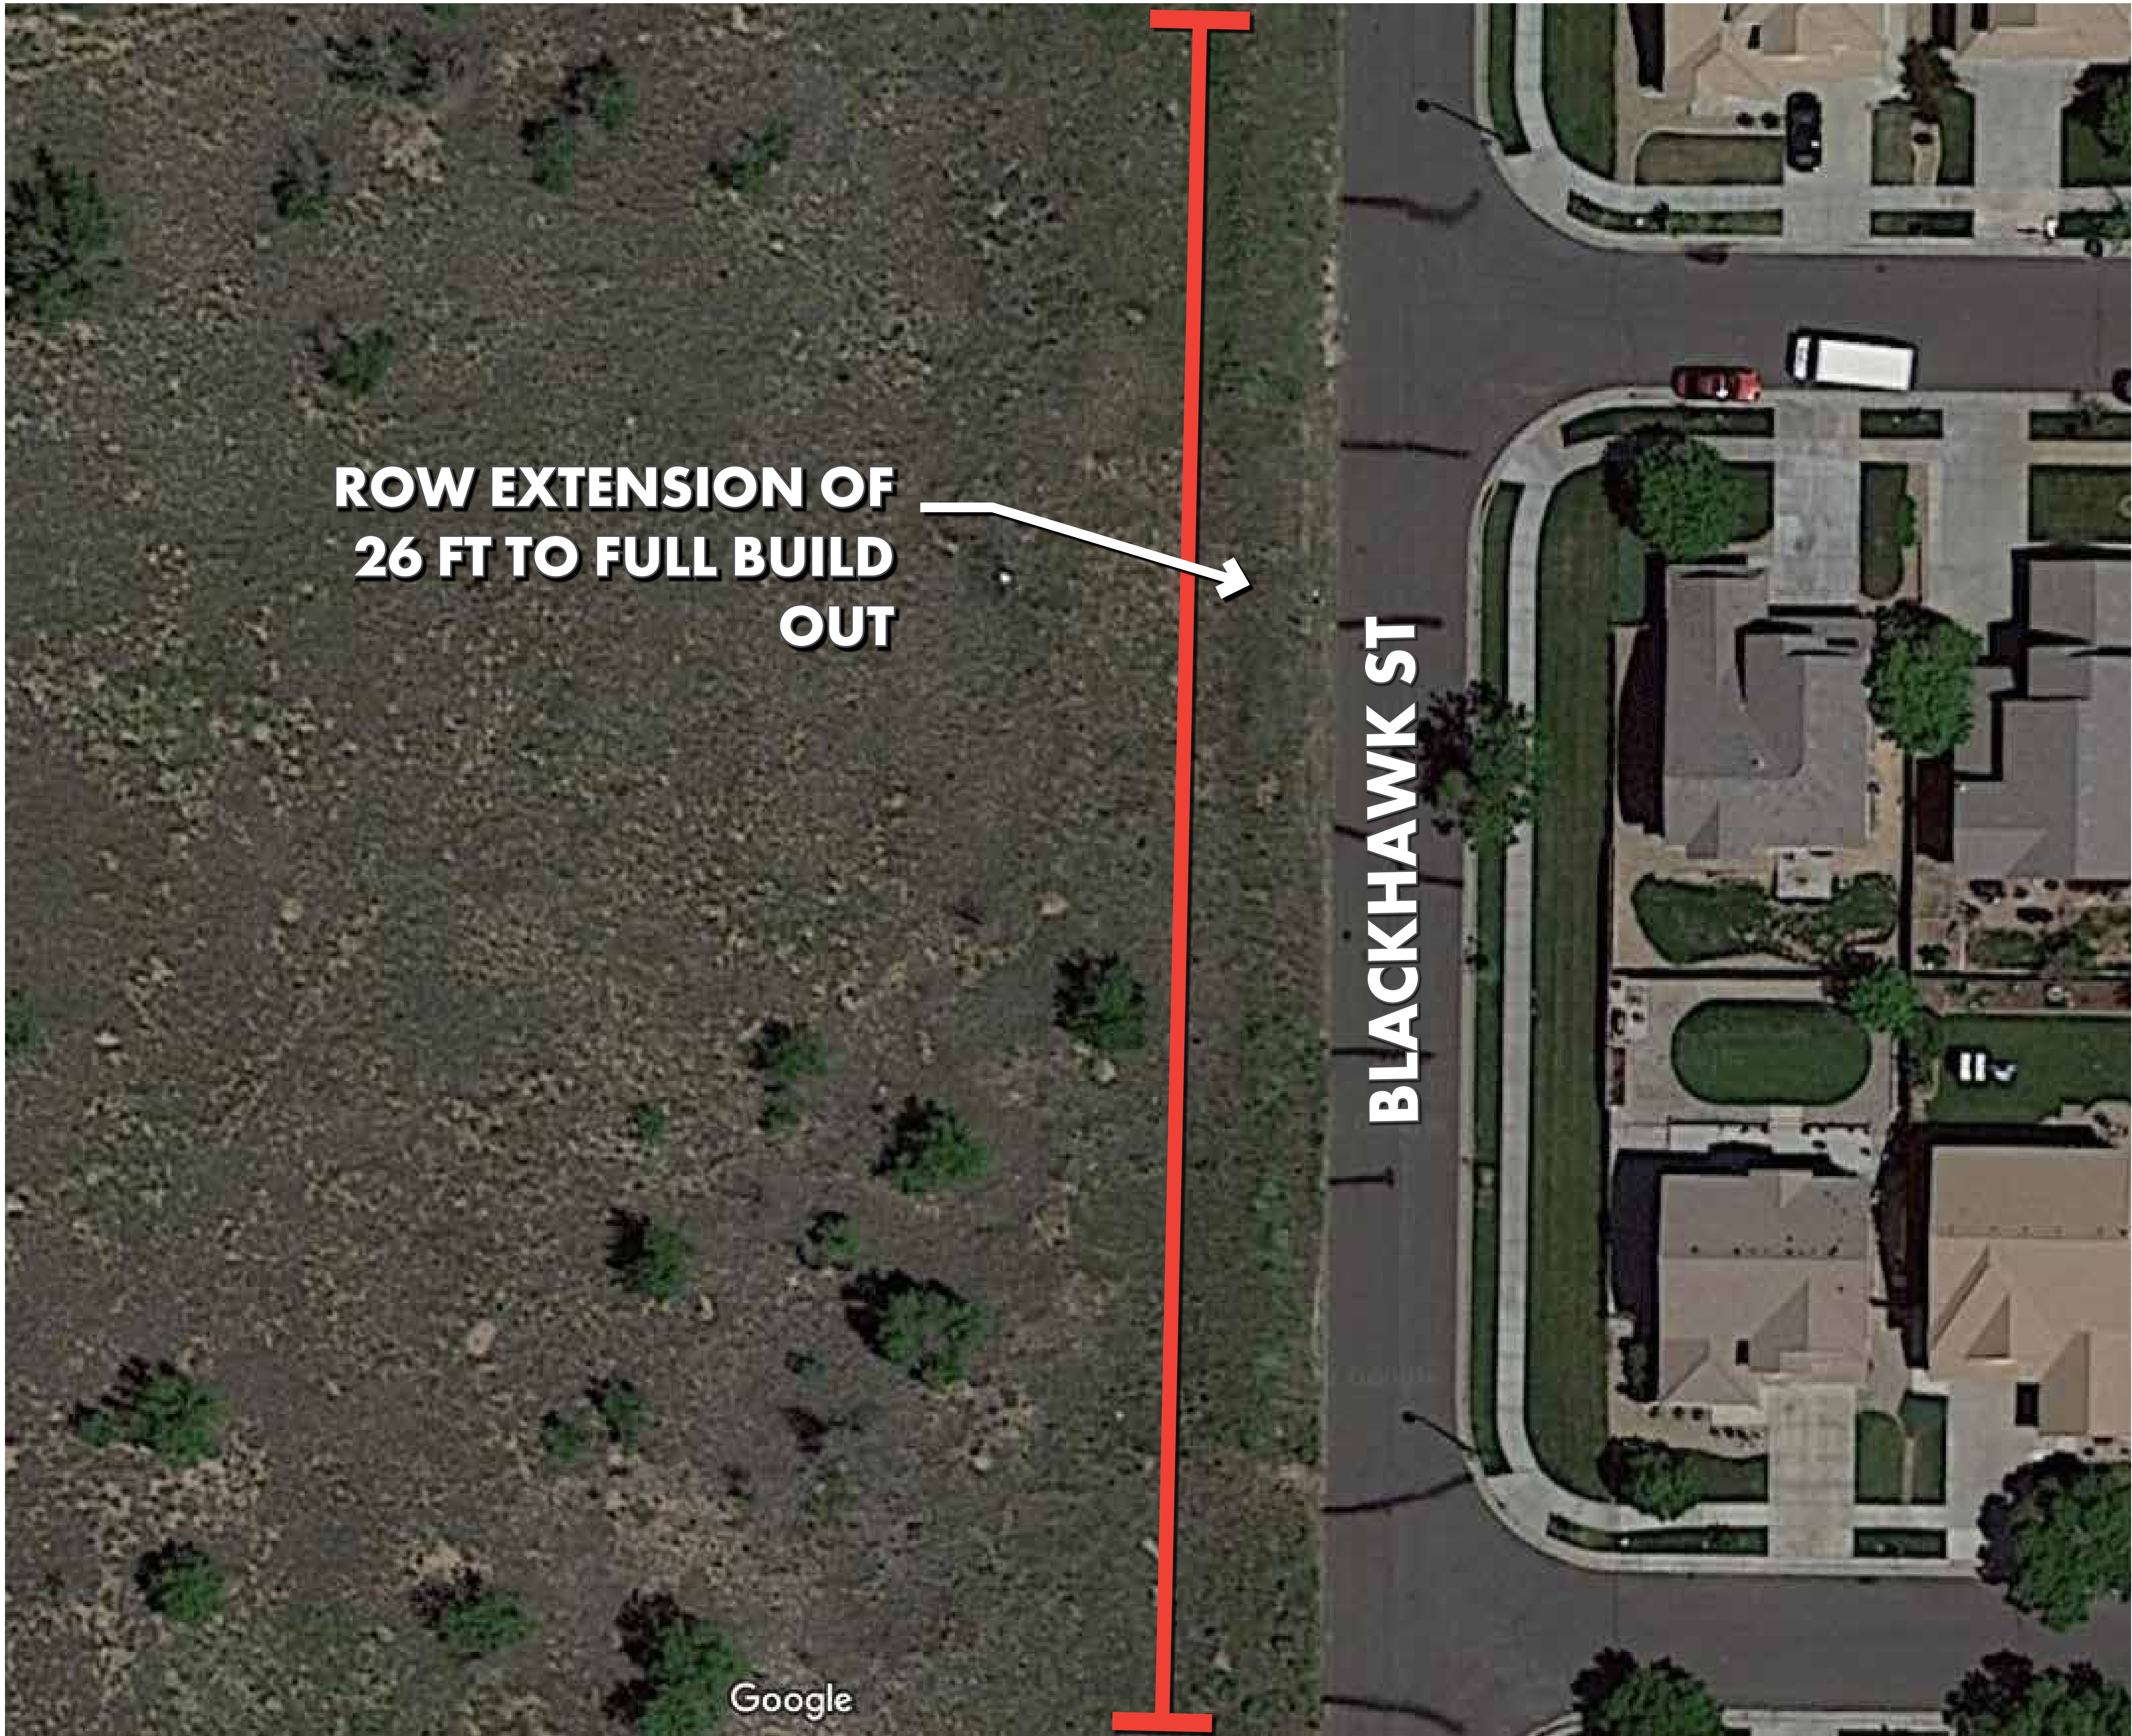 ROW EXTENSION OF
26 FT TO FULL BUILD
OUT
BLACKHAWK ST
Google